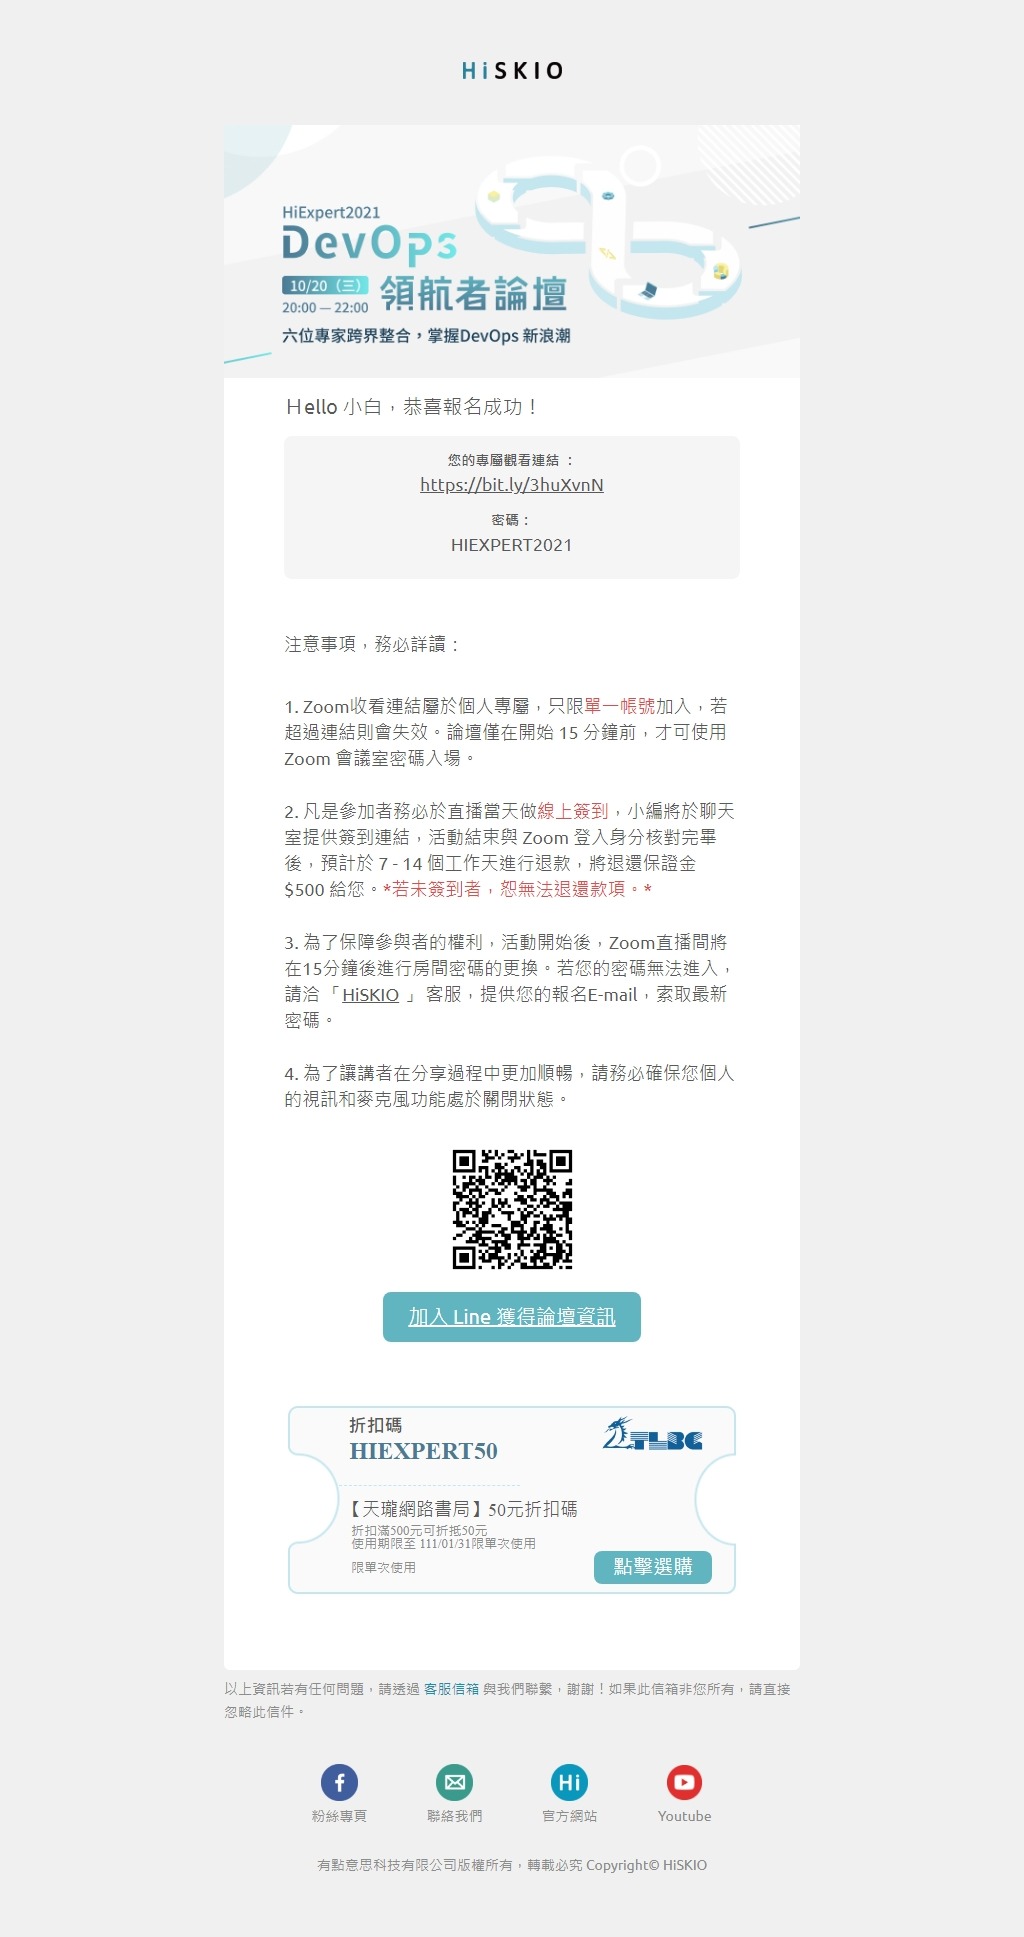 HiSKIO
HiExpert2021
DevOps
10/20（三）
20:00 — 22:00
領航者論壇
六位專家跨界整合，掌握DevOps 新浪潮
Hello 小白，恭喜報名成功！
您的專屬觀看連結 ：
https://bit.ly/3huXvnN
密碼：
HIEXPERT2021
注意事項，務必詳讀：
1. Zoom收看連結屬於個人專屬，只限單一帳號加入，若
超過連結則會失效。論壇僅在開始 15 分鐘前，才可使用
Zoom 會議室密碼入場。
2. 凡是參加者務必於直播當天做線上簽到，小編將於聊天
室提供簽到連結，活動結束與 Zoom 登入身分核對完畢
後，預計於 7 - 14 個工作天進行退款，將退還保證金
$500 給您。*若未簽到者，恕無法退還款項。*
3. 為了保障參與者的權利，活動開始後，Zoom直播間將
在15分鐘後進行房間密碼的更換。若您的密碼無法進入，
請洽 「 HiSKIO 」 客服，提供您的報名E-mail，索取最新
密碼。
4. 為了讓講者在分享過程中更加順暢，請務必確保您個人
的視訊和麥克風功能處於關閉狀態。
加入 Line 獲得論壇資訊
折扣碼
HIEXPERT50
TLBC
【天瓏網路書局】50元折扣碼
折扣滿500元可折抵50元
使用期限至 111/01/31限單次使用
限單次使用
點擊選購
以上資訊若有任何問題，請透過 客服信箱 與我們聯繫，謝謝！如果此信箱非您所有，請直接
忽略此信件。
Hi
粉絲專頁
聯絡我們
官方網站
Youtube
有點意思科技有限公司版權所有，轉載必究 Copyright© HiSKIO